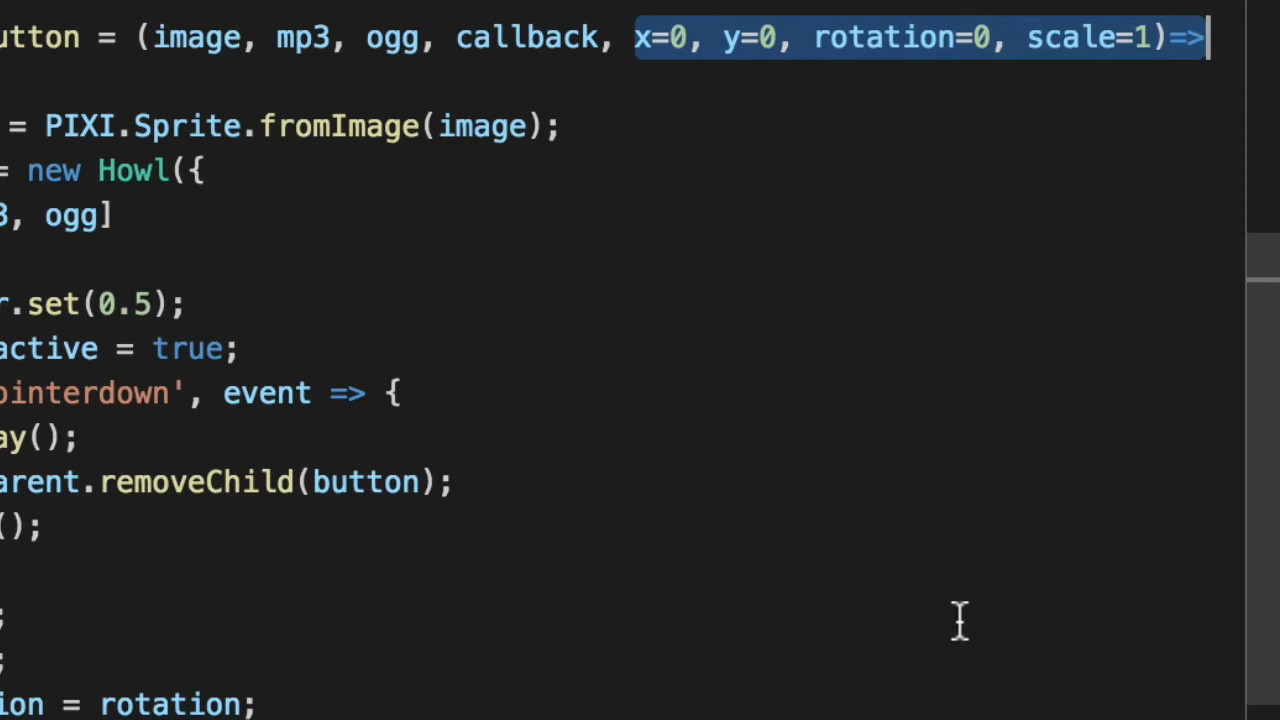 utton = (image, mp3, ogg, callback, x=0, y=0, rotation=0, scale=1)=>
= PIXI.Sprite.fromImage(image);
= new Howl({
3, ogg]
r.set(0.5);
active = true;
ointerdown', event => {
ay();
arent.removeChild(button);
();
;
;
ion = rotation;